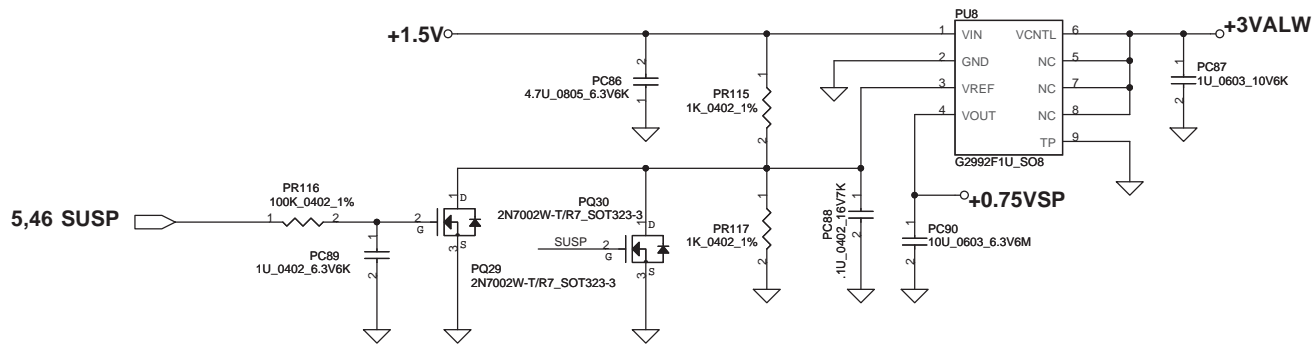 PU8
+1.5V
1 VIN VCNTL 6
+3VALW
2 GND NC 5
3 VREF NC 7
4 VOUT NC 8
TP 9
G2992F1U_SO8
2
PC86
4.7U_0805_6.3V6K
1
1
PR115
1K_0402_1%
2
1
PC87
1U_0603_10V6K
2
+0.75VSP
1
PC90
10U_0603_6.3V6M
2
5,46 SUSP
PR116
100K_0402_1%
1 2
1
PC89
1U_0402_6.3V6K
2
1 D
2 G
3 S
PQ29
2N7002W-T/R7_SOT323-3
PQ30
2N7002W-T/R7_SOT323-3
SUSP
1 D
2 G
3 S
1
PR117
1K_0402_1%
2
1
PC88
.1U_0402_16V7K
2